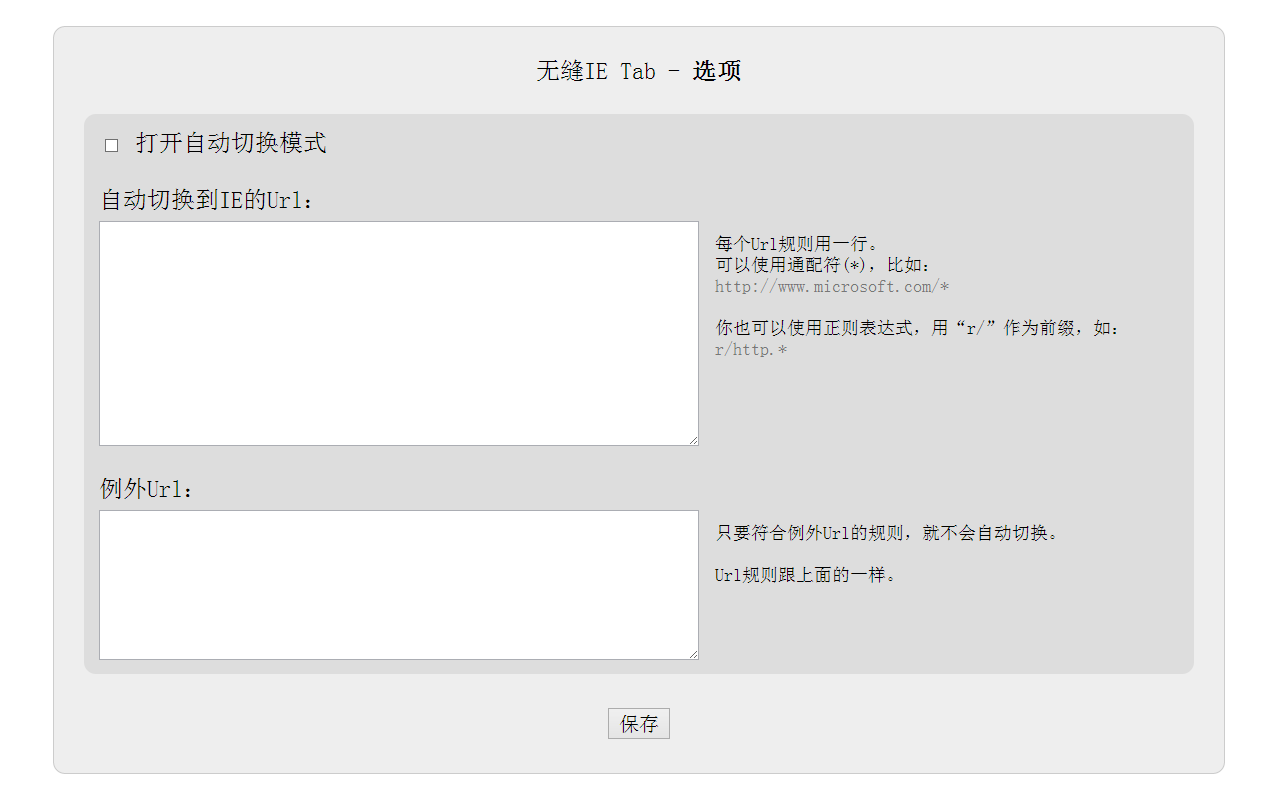 无缝IE Tab - 选项
打开自动切换模式
自动切换到IE的Url:
每个Url规则用一行。
可以使用通配符(*)，比如:
http://www.microsoft.com/*
你也可以使用正则表达式，用“r/”作为前缀，如:
r/http.*
例外Url:
只要符合例外Url的规则，就不会自动切换。
Url规则跟上面的一样。
保存